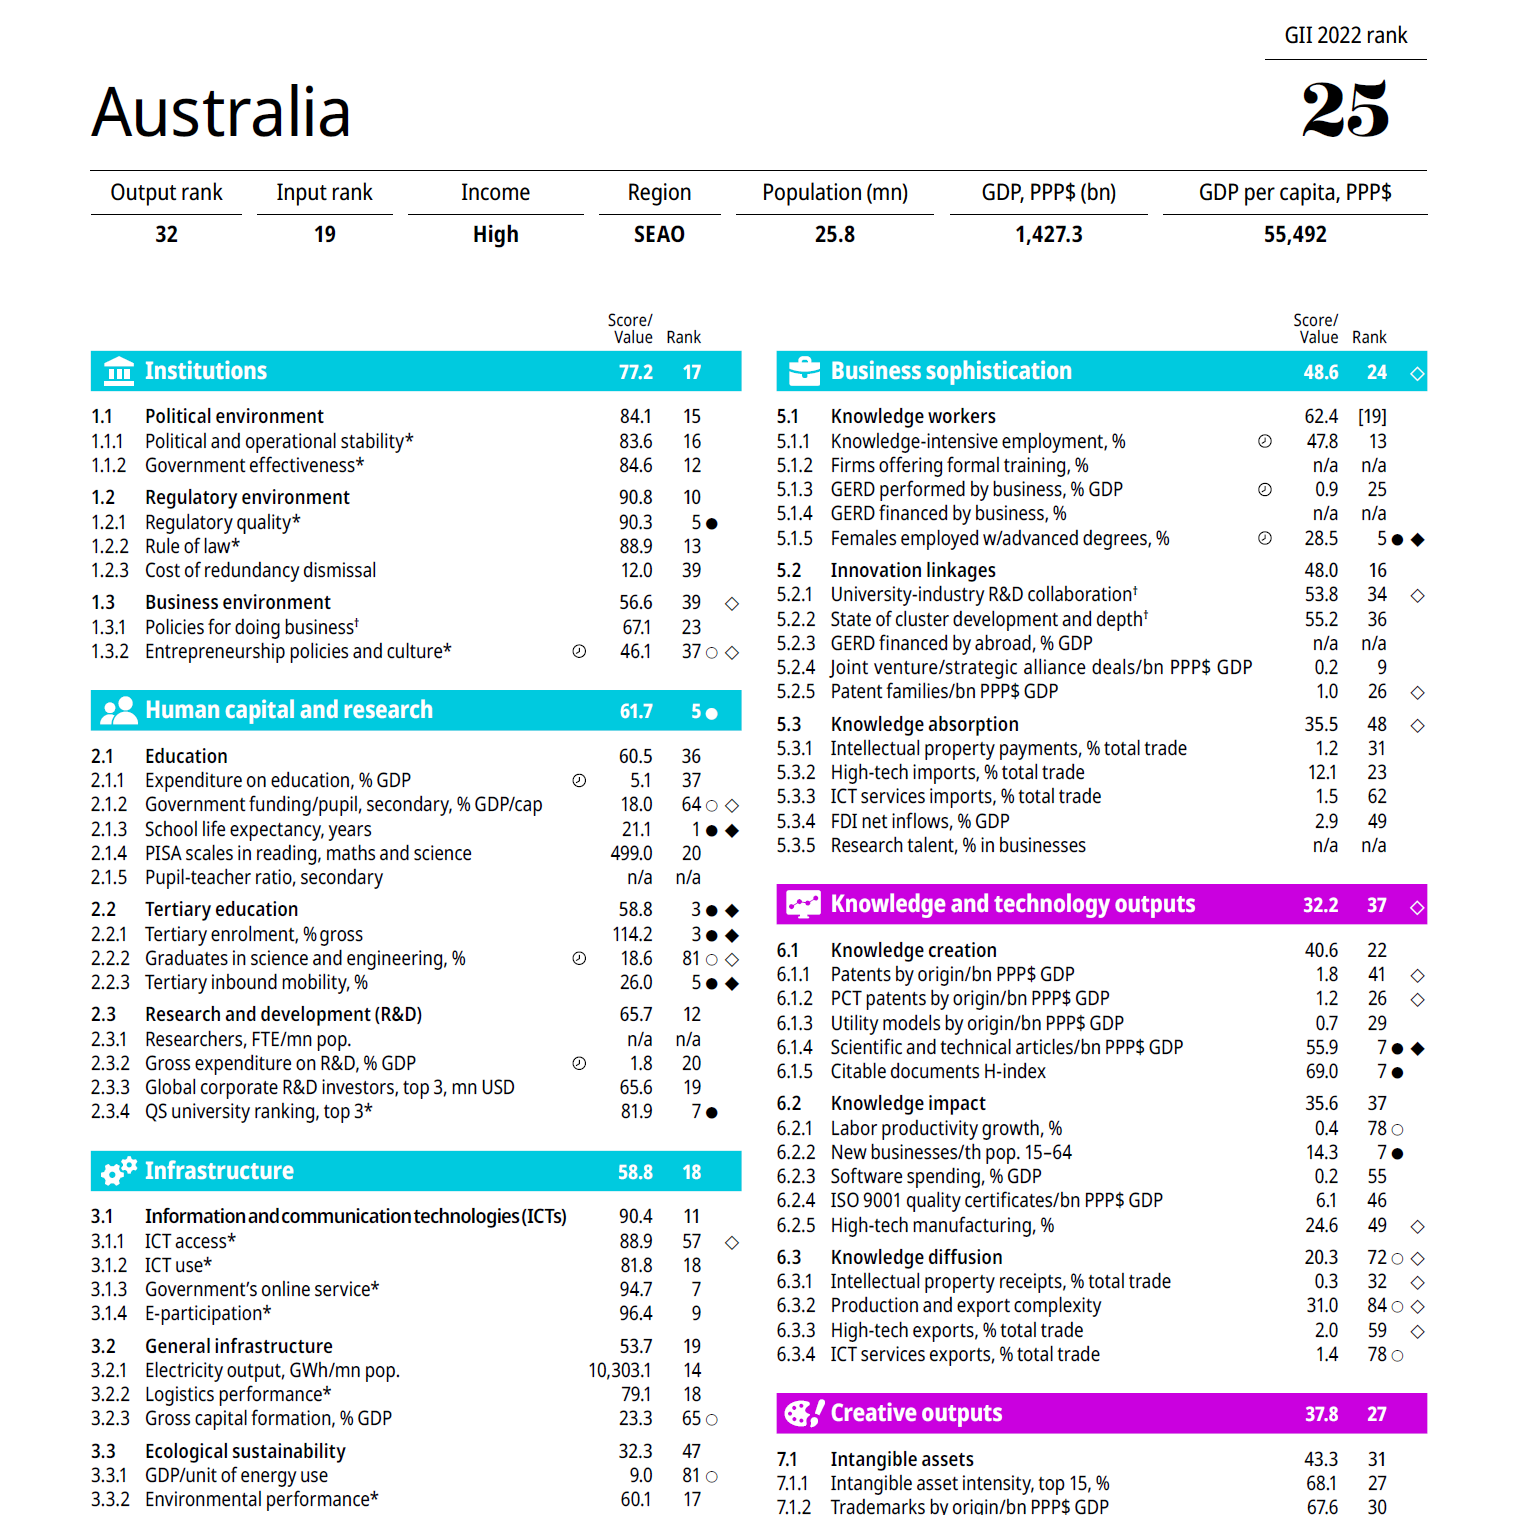 GII 2022 rank
Australia
25
Output rank Input rank Income Region Population (mn) GDP, PPP$ (bn) GDP per capita, PPP$
32 19 High SEAO 25.8 1,427.3 55,492
Score/
Value Rank
Institutions 77.2 17
1.1 Political environment 84.1 15
1.1.1 Political and operational stability* 83.6 16
1.1.2 Government effectiveness* 84.6 12
1.2 Regulatory environment 90.8 10
1.2.1 Regulatory quality* 90.3 5 ●
1.2.2 Rule of law* 88.9 13
1.2.3 Cost of redundancy dismissal 12.0 39
1.3 Business environment 56.6 39 ◇
1.3.1 Policies for doing business† 67.1 23
1.3.2 Entrepreneurship policies and culture* 46.1 37 ○ ◇
Human capital and research 61.7 5 ●
2.1 Education 60.5 36
2.1.1 Expenditure on education, % GDP 5.1 37
2.1.2 Government funding/pupil, secondary, % GDP/cap 18.0 64 ○ ◇
2.1.3 School life expectancy, years 21.1 1 ● ◆
2.1.4 PISA scales in reading, maths and science 499.0 20
2.1.5 Pupil-teacher ratio, secondary n/a n/a
2.2 Tertiary education 58.8 3 ● ◆
2.2.1 Tertiary enrolment, % gross 114.2 3 ● ◆
2.2.2 Graduates in science and engineering, % 18.6 81 ○ ◇
2.2.3 Tertiary inbound mobility, % 26.0 5 ● ◆
2.3 Research and development (R&D) 65.7 12
2.3.1 Researchers, FTE/mn pop. n/a n/a
2.3.2 Gross expenditure on R&D, % GDP 1.8 20
2.3.3 Global corporate R&D investors, top 3, mn USD 65.6 19
2.3.4 QS university ranking, top 3* 81.9 7 ●
Infrastructure 58.8 18
3.1 Information and communication technologies (ICTs) 90.4 11
3.1.1 ICT access* 88.9 57 ◇
3.1.2 ICT use* 81.8 18
3.1.3 Government's online service* 94.7 7
3.1.4 E-participation* 96.4 9
3.2 General infrastructure 53.7 19
3.2.1 Electricity output, GWh/mn pop. 10,303.1 14
3.2.2 Logistics performance* 79.1 18
3.2.3 Gross capital formation, % GDP 23.3 65 ○
3.3 Ecological sustainability 32.3 47
3.3.1 GDP/unit of energy use 9.0 81 ○
3.3.2 Environmental performance* 60.1 17
Score/
Value Rank
Business sophistication 48.6 24 ◇
5.1 Knowledge workers 62.4 [19]
5.1.1 Knowledge-intensive employment, % 47.8 13
5.1.2 Firms offering formal training, % n/a n/a
5.1.3 GERD performed by business, % GDP 0.9 25
5.1.4 GERD financed by business, % n/a n/a
5.1.5 Females employed w/advanced degrees, % 28.5 5 ● ◆
5.2 Innovation linkages 48.0 16
5.2.1 University-industry R&D collaboration† 53.8 34 ◇
5.2.2 State of cluster development and depth† 55.2 36
5.2.3 GERD financed by abroad, % GDP n/a n/a
5.2.4 Joint venture/strategic alliance deals/bn PPP$ GDP 0.2 9
5.2.5 Patent families/bn PPP$ GDP 1.0 26 ◇
5.3 Knowledge absorption 35.5 48 ◇
5.3.1 Intellectual property payments, % total trade 1.2 31
5.3.2 High-tech imports, % total trade 12.1 23
5.3.3 ICT services imports, % total trade 1.5 62
5.3.4 FDI net inflows, % GDP 2.9 49
5.3.5 Research talent, % in businesses n/a n/a
Knowledge and technology outputs 32.2 37 ◇
6.1 Knowledge creation 40.6 22
6.1.1 Patents by origin/bn PPP$ GDP 1.8 41 ◇
6.1.2 PCT patents by origin/bn PPP$ GDP 1.2 26 ◇
6.1.3 Utility models by origin/bn PPP$ GDP 0.7 29
6.1.4 Scientific and technical articles/bn PPP$ GDP 55.9 7 ● ◆
6.1.5 Citable documents H-index 69.0 7 ●
6.2 Knowledge impact 35.6 37
6.2.1 Labor productivity growth, % 0.4 78 ○
6.2.2 New businesses/th pop. 15–64 14.3 7 ●
6.2.3 Software spending, % GDP 0.2 55
6.2.4 ISO 9001 quality certificates/bn PPP$ GDP 6.1 46
6.2.5 High-tech manufacturing, % 24.6 49 ◇
6.3 Knowledge diffusion 20.3 72 ○ ◇
6.3.1 Intellectual property receipts, % total trade 0.3 32 ◇
6.3.2 Production and export complexity 31.0 84 ○ ◇
6.3.3 High-tech exports, % total trade 2.0 59 ◇
6.3.4 ICT services exports, % total trade 1.4 78 ○
Creative outputs 37.8 27
7.1 Intangible assets 43.3 31
7.1.1 Intangible asset intensity, top 15, % 68.1 27
7.1.2 Trademarks by origin/bn PPP$ GDP 67.6 30